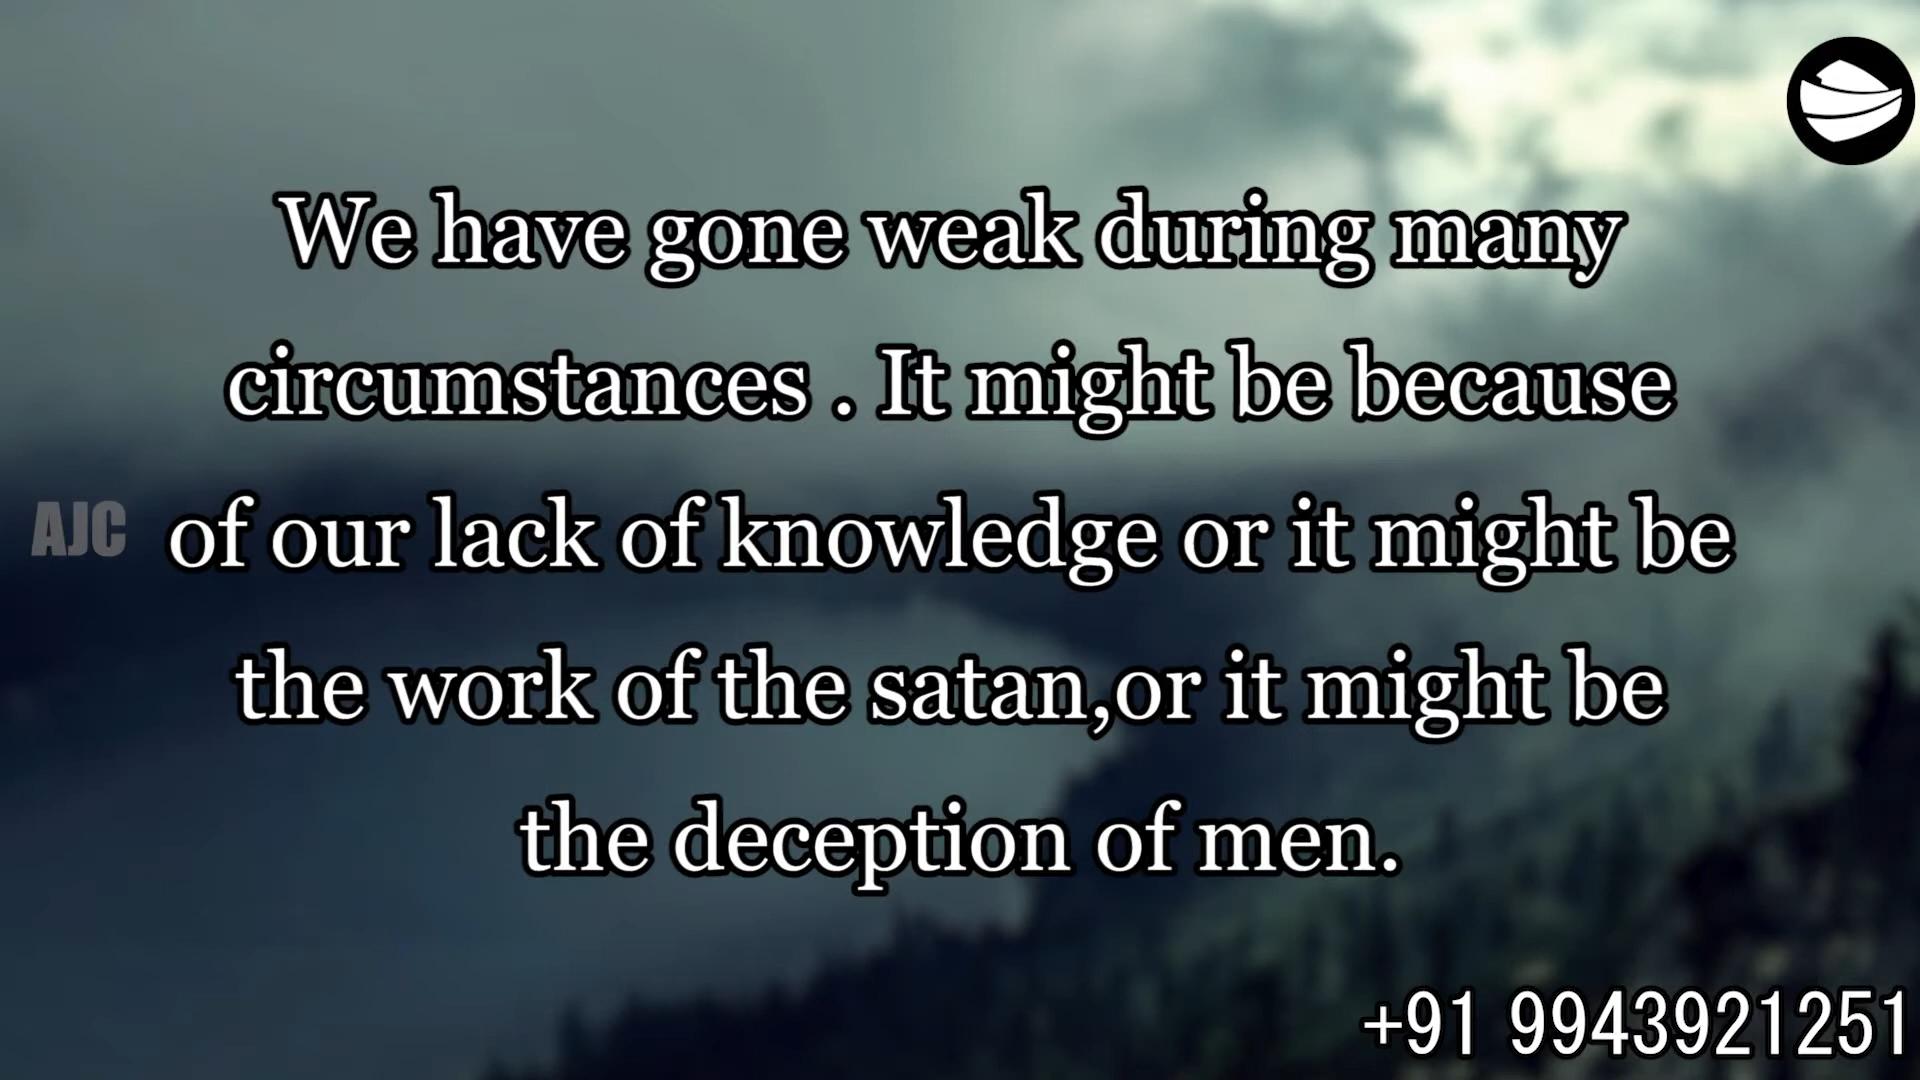 We have gone weak during many
circumstances . It might be because
AJC
of our lack of knowledge or it might be
the work of the satan,or it might be
the deception of men.
+91 9943921251